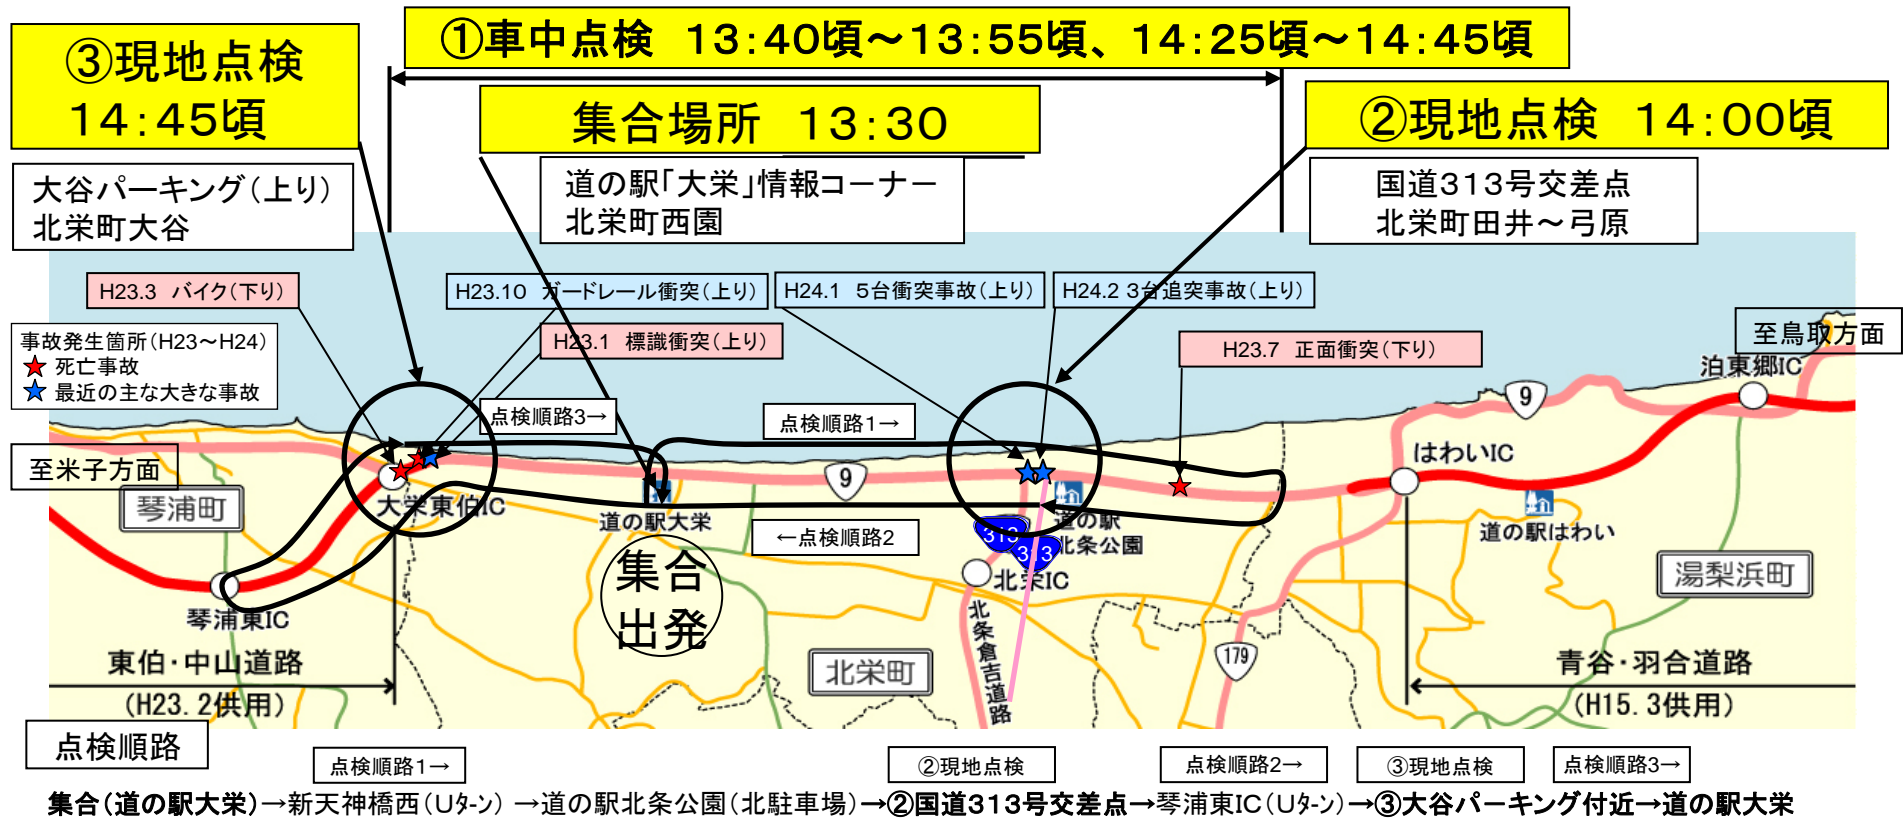 ①車中点検　13：40頃～13：55頃、14：25頃～14：45頃
③現地点検
14：45頃
集合場所　13：30
②現地点検　14：00頃
大谷パーキング（上り）
北栄町大谷
道の駅「大栄」情報コーナー
北栄町西園
国道313号交差点
北栄町田井～弓原
H23.3　バイク（下り）
H23.10　ガードレール衝突（上り）
H24.1　5台衝突事故（上り）
H24.2 3台追突事故（上り）
H23.1　標識衝突（上り）
H23.7　正面衝突（下り）
事故発生箇所（H23～H24）
死亡事故
最近の主な大きな事故
至鳥取方面
泊東郷IC
9
点検順路3→
点検順路1→
至米子方面
はわいIC
9
琴浦町
大栄東伯IC
道の駅大栄
←点検順路2
道の駅
北条公園
313
313
道の駅はわい
集合
出発
北栄IC
湯梨浜町
琴浦東IC
北条倉吉道路
179
東伯・中山道路
(H23.2供用)
北栄町
青谷・羽合道路
(H15.3供用)
点検順路
点検順路1→
②現地点検
点検順路2→
③現地点検
点検順路3→
集合（道の駅大栄）→新天神橋西（Uﾀｰﾝ）→道の駅北条公園（北駐車場）→②国道313号交差点→琴浦東IC（Uﾀｰﾝ）→③大谷パーキング付近→道の駅大栄